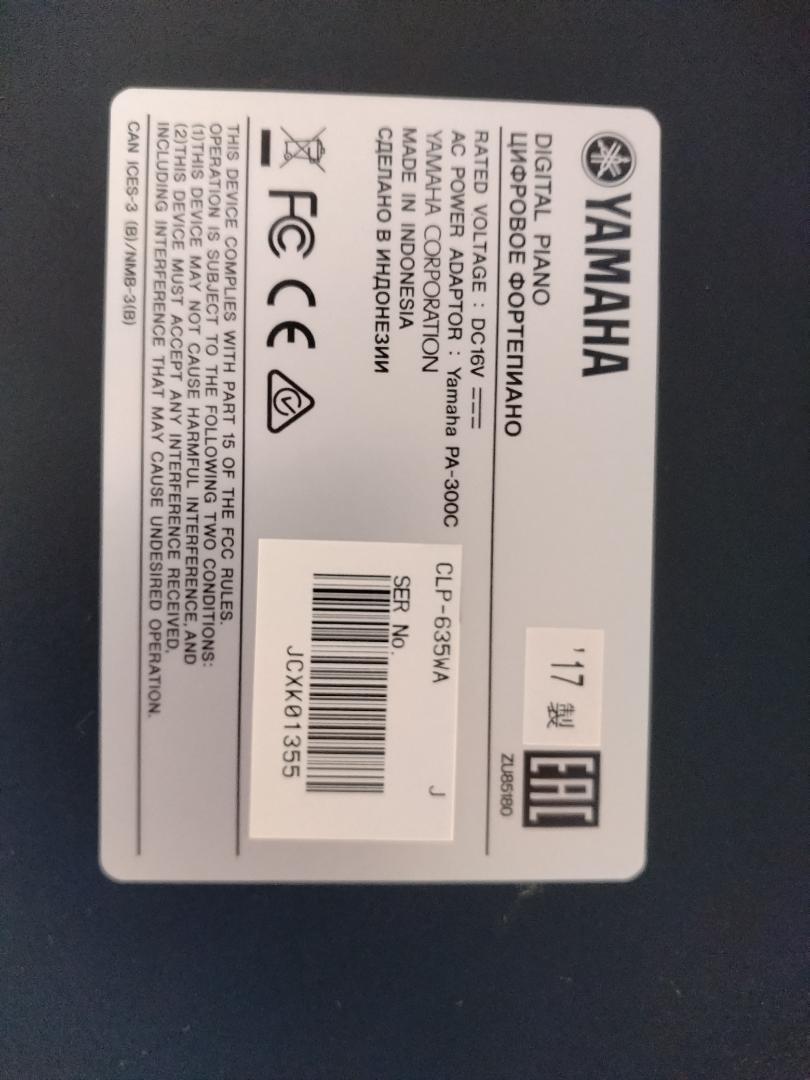 YAMAHA
DIGITAL PIANO
ЦИФРОВОЕ ФОРТЕПИАНО
'17 製
EAC
ZU85180
RATED VOLTAGE : DC16V
AC POWER ADAPTOR : Yamaha PA-300C
YAMAHA CORPORATION
MADE IN INDONESIA
СДЕЛАНО В ИНДОНЕЗИИ
CLP-635WA J
SER No.
JCXK01355
FC CE
THIS DEVICE COMPLIES WITH PART 15 OF THE FCC RULES.
OPERATION IS SUBJECT TO THE FOLLOWING TWO CONDITIONS:
(1)THIS DEVICE MAY NOT CAUSE HARMFUL INTERFERENCE, AND
(2)THIS DEVICE MUST ACCEPT ANY INTERFERENCE RECEIVED,
INCLUDING INTERFERENCE THAT MAY CAUSE UNDESIRED OPERATION.
CAN ICES-3 (B)/NMB-3(B)